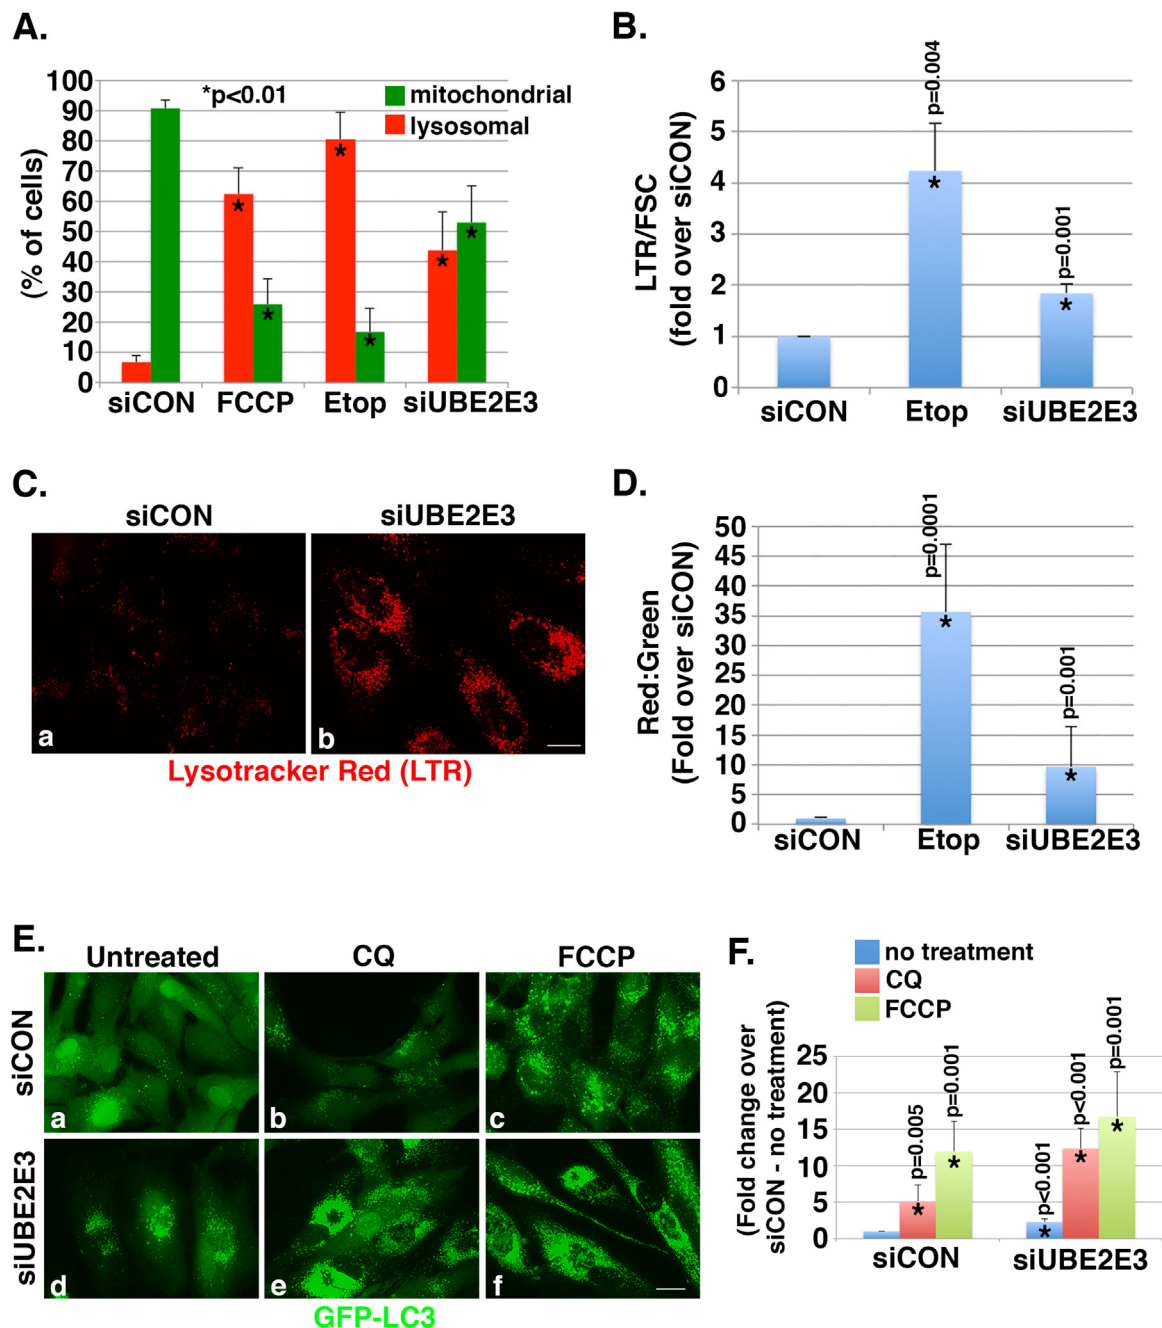 A.
*p<0.01
mitochondrial
lysosomal
(% of cells)
100
90
80
70
60
50
40
30
20
10
0
* * * * * *
siCON FCCP Etop siUBE2E3
B.
LTR/FSC
(fold over siCON)
6
5
4
3
2
1
0
p=0.004
*
p=0.001
*
siCON Etop siUBE2E3
C.
siCON siUBE2E3
a b
Lysotracker Red (LTR)
D.
Red:Green
(Fold over siCON)
50
45
40
35
30
25
20
15
10
5
0
p=0.0001
*
p=0.001
*
siCON Etop siUBE2E3
E.
Untreated CQ FCCP
siCON
a b c
siUBE2E3
d e f
GFP-LC3
F.
no treatment
CQ
FCCP
(Fold change over
siCON - no treatment)
25
20
15
10
5
0
p=0.005
*
p=0.001
*
p<0.001
*
p<0.001
*
p=0.001
*
siCON siUBE2E3